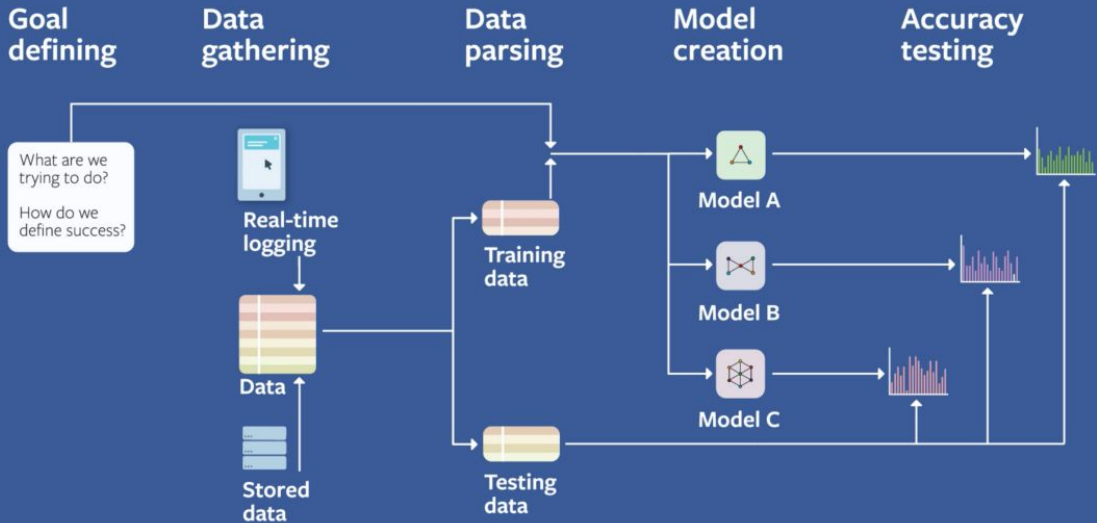 Goal
defining
Data
gathering
Data
parsing
Model
creation
Accuracy
testing
What are we
trying to do?
How do we
define success?
Real-time
logging
Data
Stored
data
Training
data
Testing
data
Model A
Model B
Model C